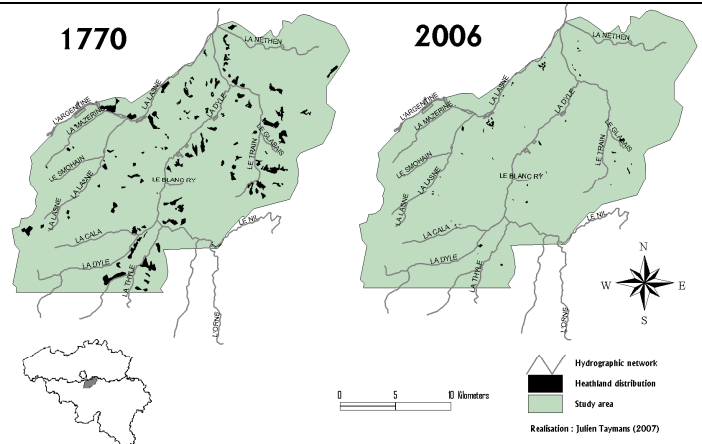 1770
LA NETHEN
L'ARGENTINE
LA MAZERINE
LA LASNE
LA DYLE
LE GLABAIS
LE TRAIN
LE SMOHAIN
LA LASNE
LE BLANC RY
LA CALA
LE NIL
LA DYLE
LA THYLE
L'ORNE
2006
LA NETHEN
L'ARGENTINE
LA MAZERINE
LA LASNE
LA DYLE
LE GLABAIS
LE TRAIN
LE SMOHAIN
LA LASNE
LA LASNE
LE BLANC RY
LA CALA
LE NIL
LA DYLE
LA THYLE
L'ORNE
N
W E
S
0 5 10 Kilometers
Hydrographic network
Heathland distribution
Study area
Realisation : Julien Taymans (2007)